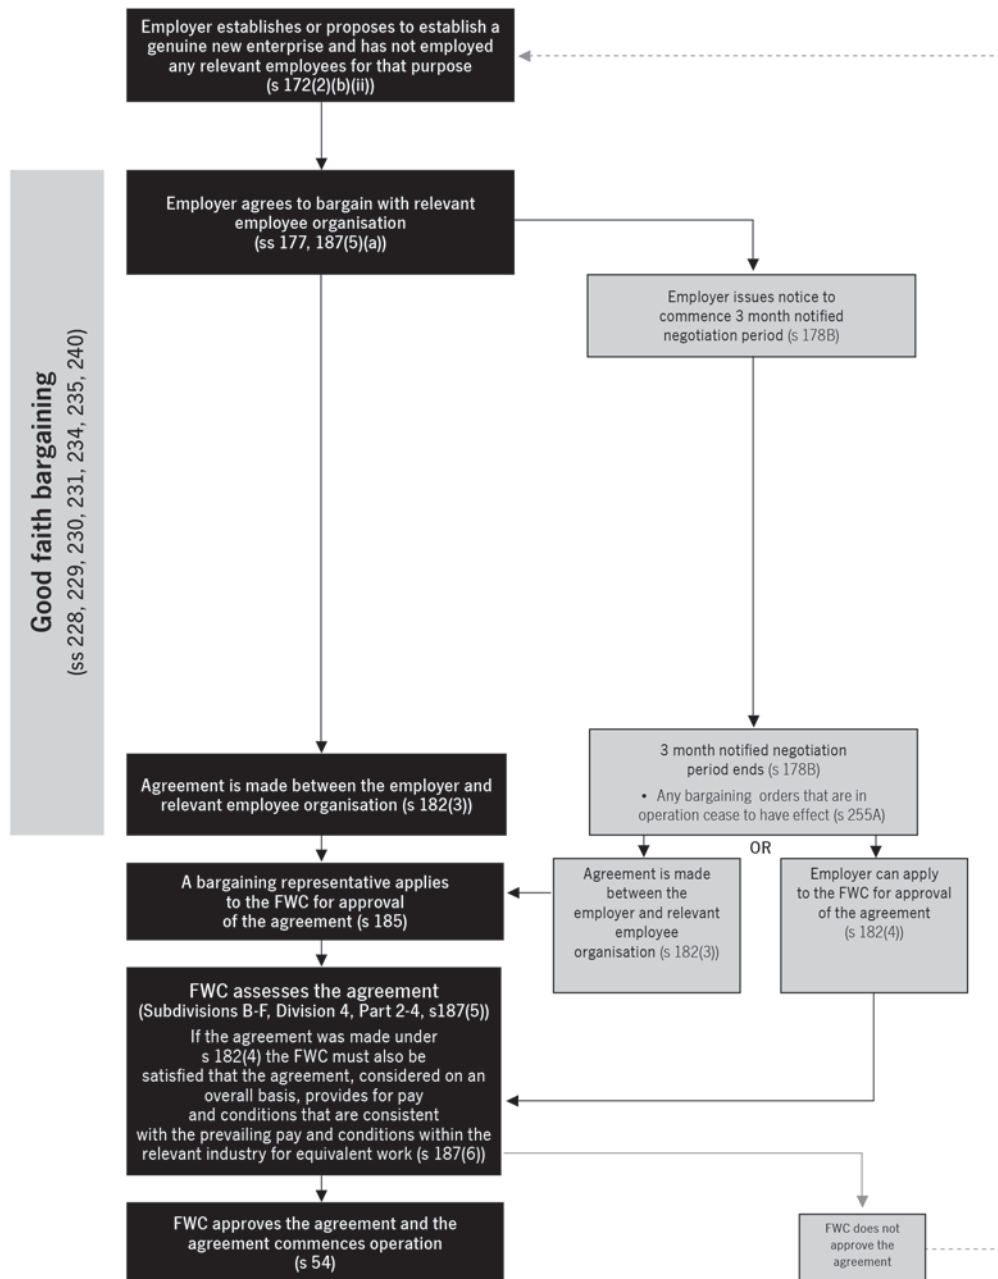 Employer establishes or proposes to establish a
genuine new enterprise and has not employed
any relevant employees for that purpose
(s 172(2)(b)(ii))
Good faith bargaining
(ss 228, 229, 230, 231, 234, 235, 240)
Employer agrees to bargain with relevant
employee organisation
(ss 177, 187(5)(a))
Employer issues notice to
commence 3 month notified
negotiation period (s 178B)
3 month notified negotiation
period ends (s 178B)
• Any bargaining orders that are in
operation cease to have effect (s 255A)
Agreement is made between the employer and
relevant employee organisation (s 182(3))
OR
A bargaining representative applies
to the FWC for approval
of the agreement (s 185)
Agreement is made
between the
employer and relevant
employee
organisation (s 182(3))
Employer can apply
to the FWC for approval
of the agreement
(s 182(4))
FWC assesses the agreement
(Subdivisions B-F, Division 4, Part 2-4, s187(5))
If the agreement was made under
s 182(4) the FWC must also be
satisfied that the agreement, considered on an
overall basis, provides for pay
and conditions that are consistent
with the prevailing pay and conditions within the
relevant industry for equivalent work (s 187(6))
FWC approves the agreement and the
agreement commences operation
(s 54)
FWC does not
approve the
agreement